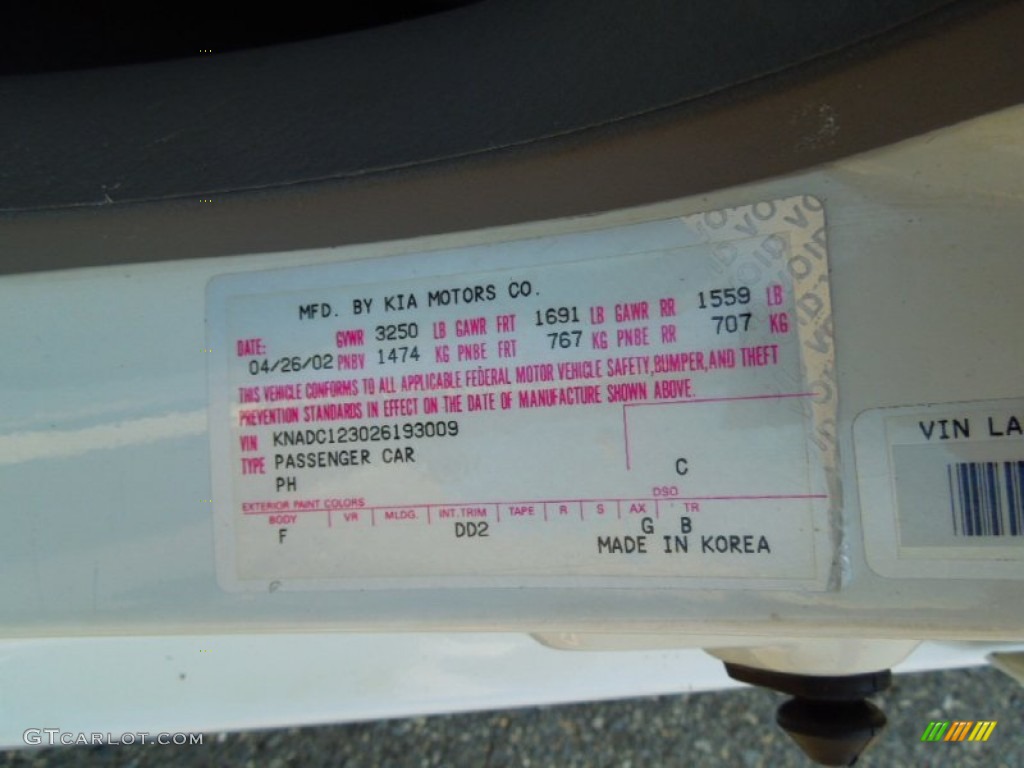 MFD. BY KIA MOTORS CO.
DATE: GVWR 3250 LB GAWR FRT 1691 LB GAWR RR 1559 LB
04/26/02 PNBV 1474 KG PNBE FRT 767 KG PNBE RR 707 KG
THIS VEHICLE CONFORMS TO ALL APPLICABLE FEDERAL MOTOR VEHICLE SAFETY,BUMPER,AND THEFT
PREVENTION STANDARDS IN EFFECT ON THE DATE OF MANUFACTURE SHOWN ABOVE.
VIN KNADC123026193009
TYPE PASSENGER CAR
PH C
EXTERIOR PAINT COLORS DSO
BODY VR MLDG. INT.TRIM TAPE R S AX TR
F DD2 G B
MADE IN KOREA
VIN LA
VOID VOID
GTCARLOT.COM